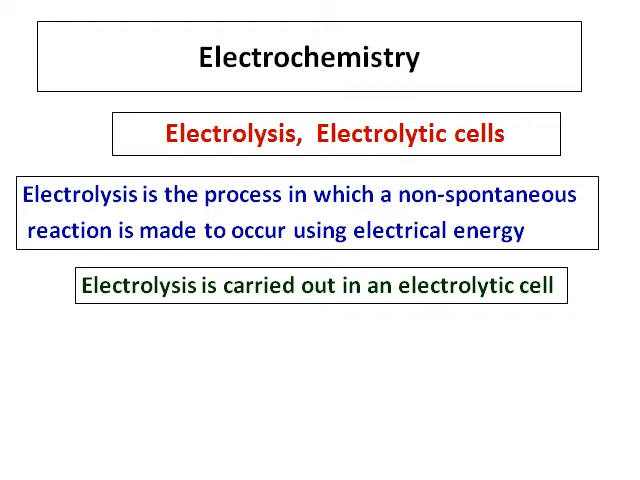 Electrochemistry
Electrolysis, Electrolytic cells
Electrolysis is the process in which a non-spontaneous
reaction is made to occur using electrical energy
Electrolysis is carried out in an electrolytic cell